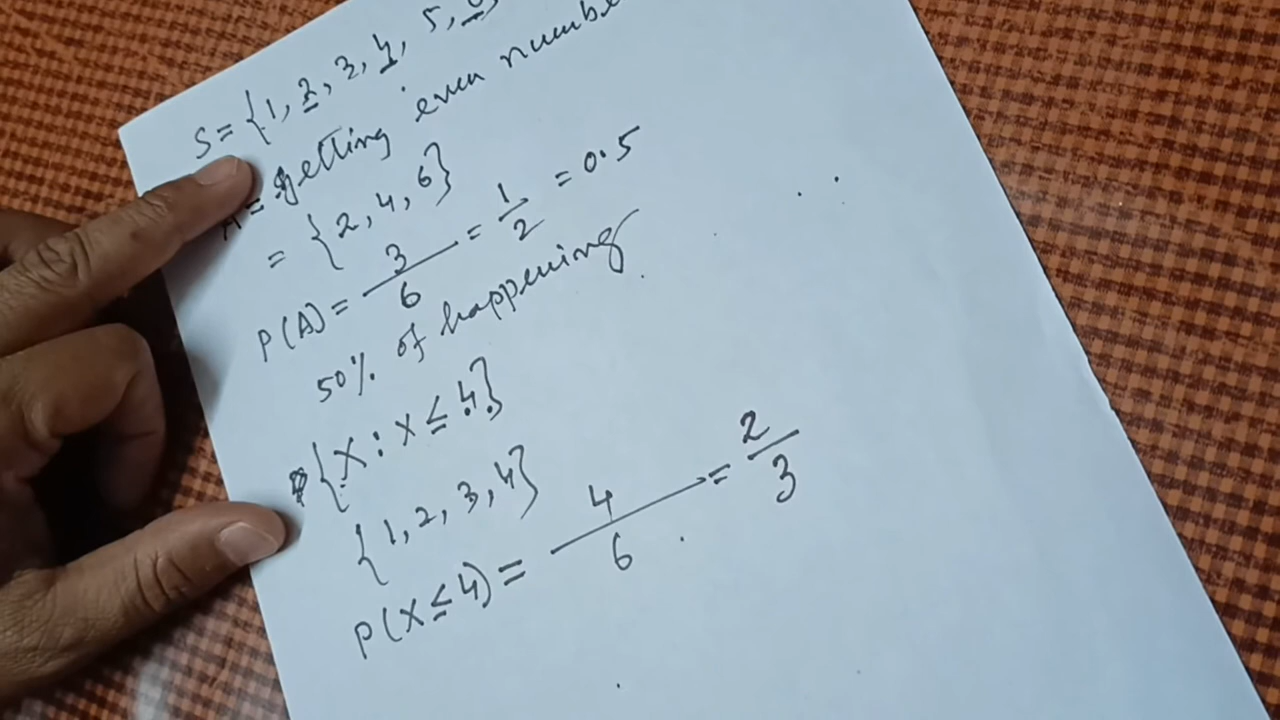 S = {1, 2, 3, 4, 5,
A = getting even numbe
= {2, 4, 6}
P(A) = 3/6 = 1/2 = 0.5
50% of happening
{X : X ≤ 4}
{1, 2, 3, 4}
P(X ≤ 4) = 4/6 = 2/3